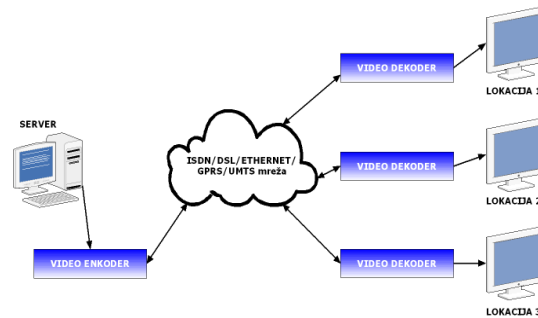 SERVER
VIDEO ENKODER
ISDN/DSL/ETHERNET/
GPRS/UMTS mreža
VIDEO DEKODER
LOKACIJA 1
VIDEO DEKODER
LOKACIJA 2
VIDEO DEKODER
LOKACIJA 3